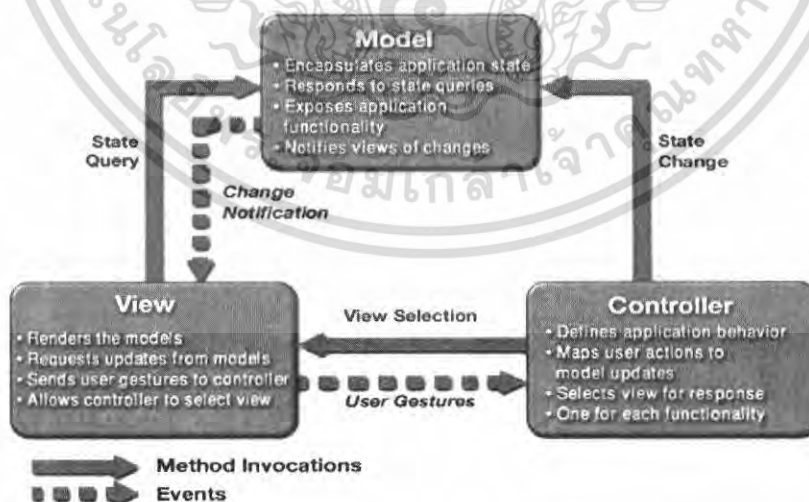 Model
• Encapsulates application state
• Responds to state queries
• Exposes application
functionality
• Notifies views of changes
State
Query
State
Change
Change
Notification
View
• Renders the models
• Requests updates from models
• Sends user gestures to controller
• Allows controller to select view
View Selection
User Gestures
Controller
• Defines application behavior
• Maps user actions to
model updates
• Selects view for response
• One for each functionality
Method Invocations
Events